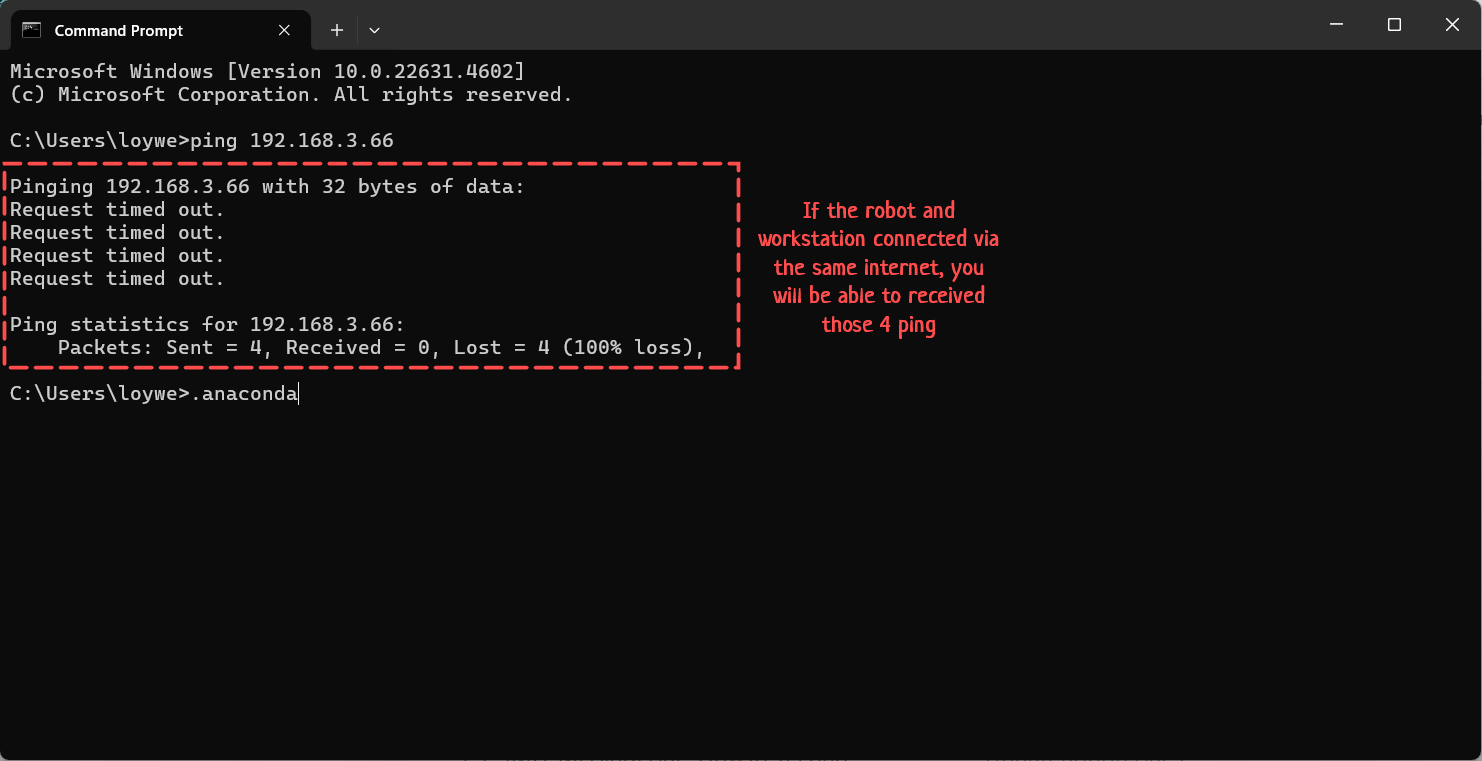 Command Prompt
Microsoft Windows [Version 10.0.22631.4602]
(c) Microsoft Corporation. All rights reserved.
C:\Users\loywe>ping 192.168.3.66
Pinging 192.168.3.66 with 32 bytes of data:
Request timed out.
Request timed out.
Request timed out.
Request timed out.
Ping statistics for 192.168.3.66:
Packets: Sent = 4, Received = 0, Lost = 4 (100% loss),
C:\Users\loywe>.anaconda
If the robot and
workstation connected via
the same internet, you
will be able to received
those 4 ping